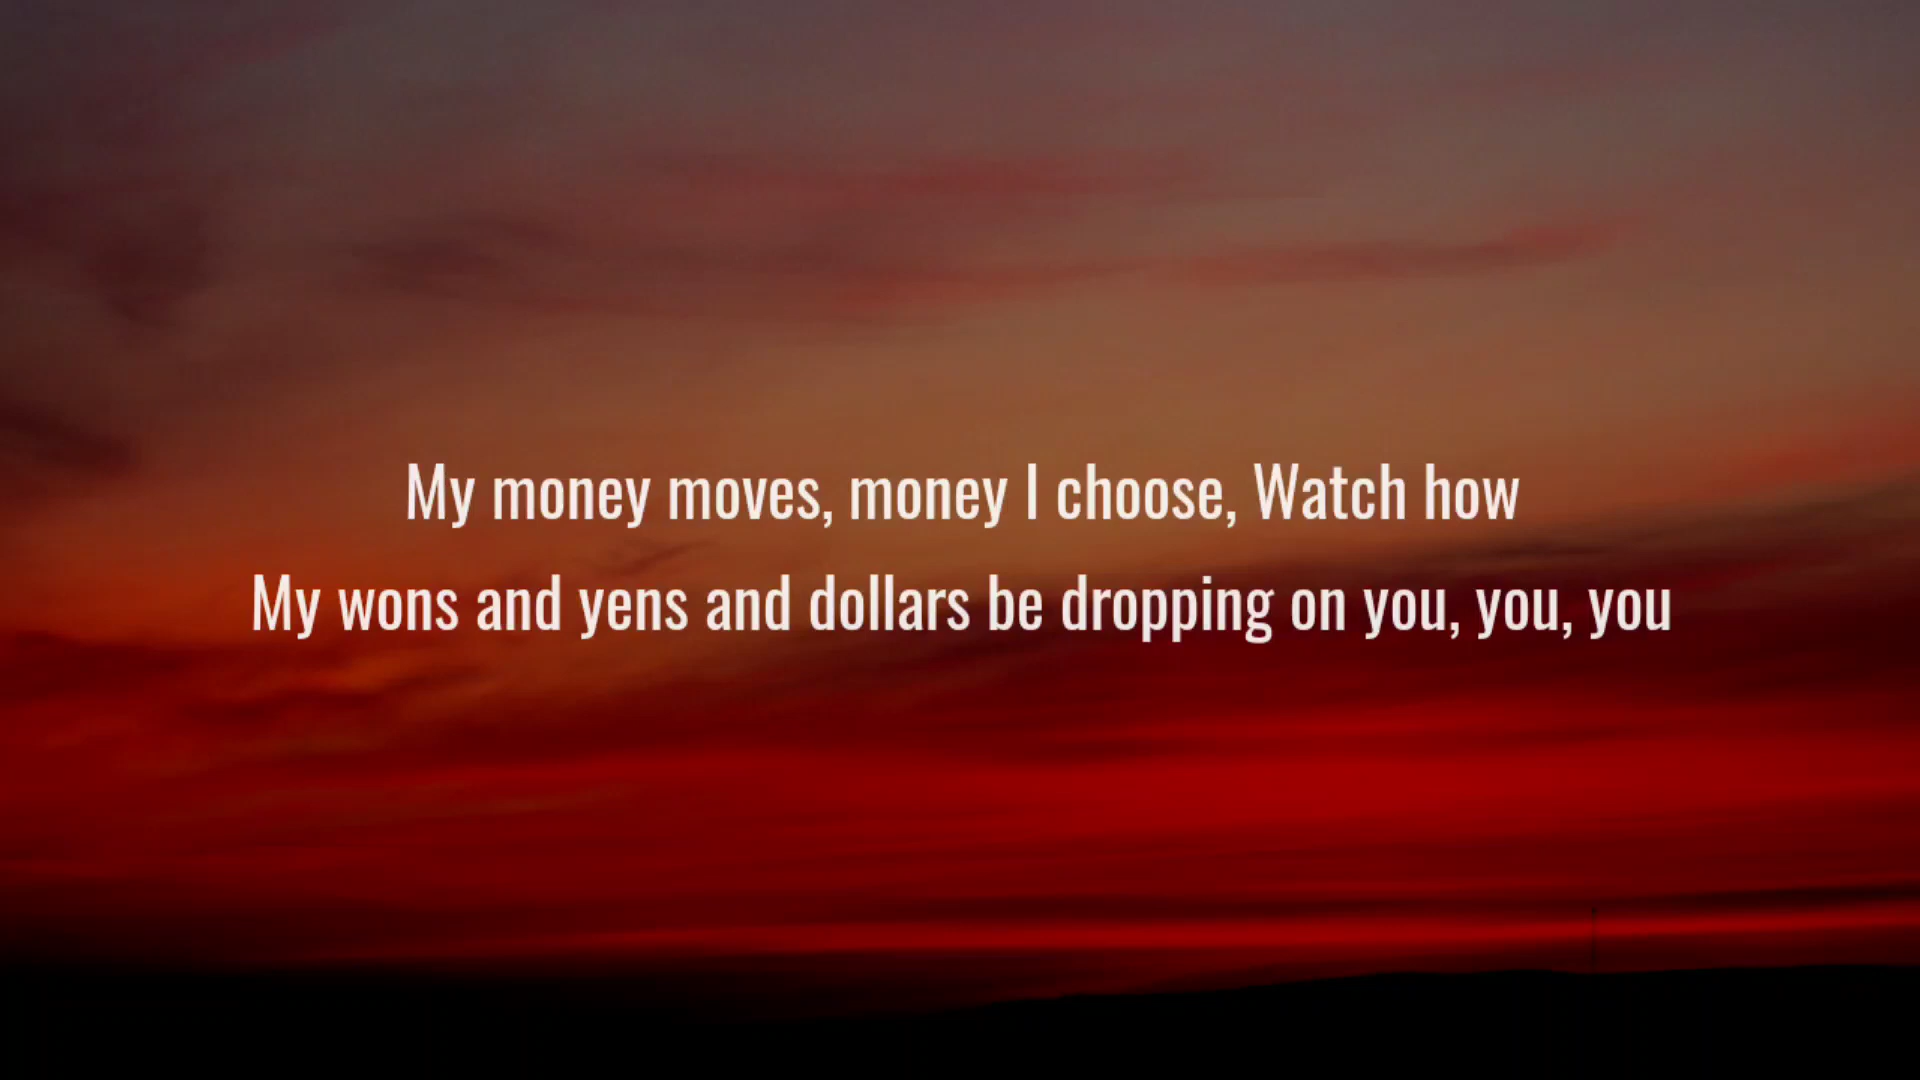 My money moves, money I choose, Watch how
My wons and yens and dollars be dropping on you, you, you